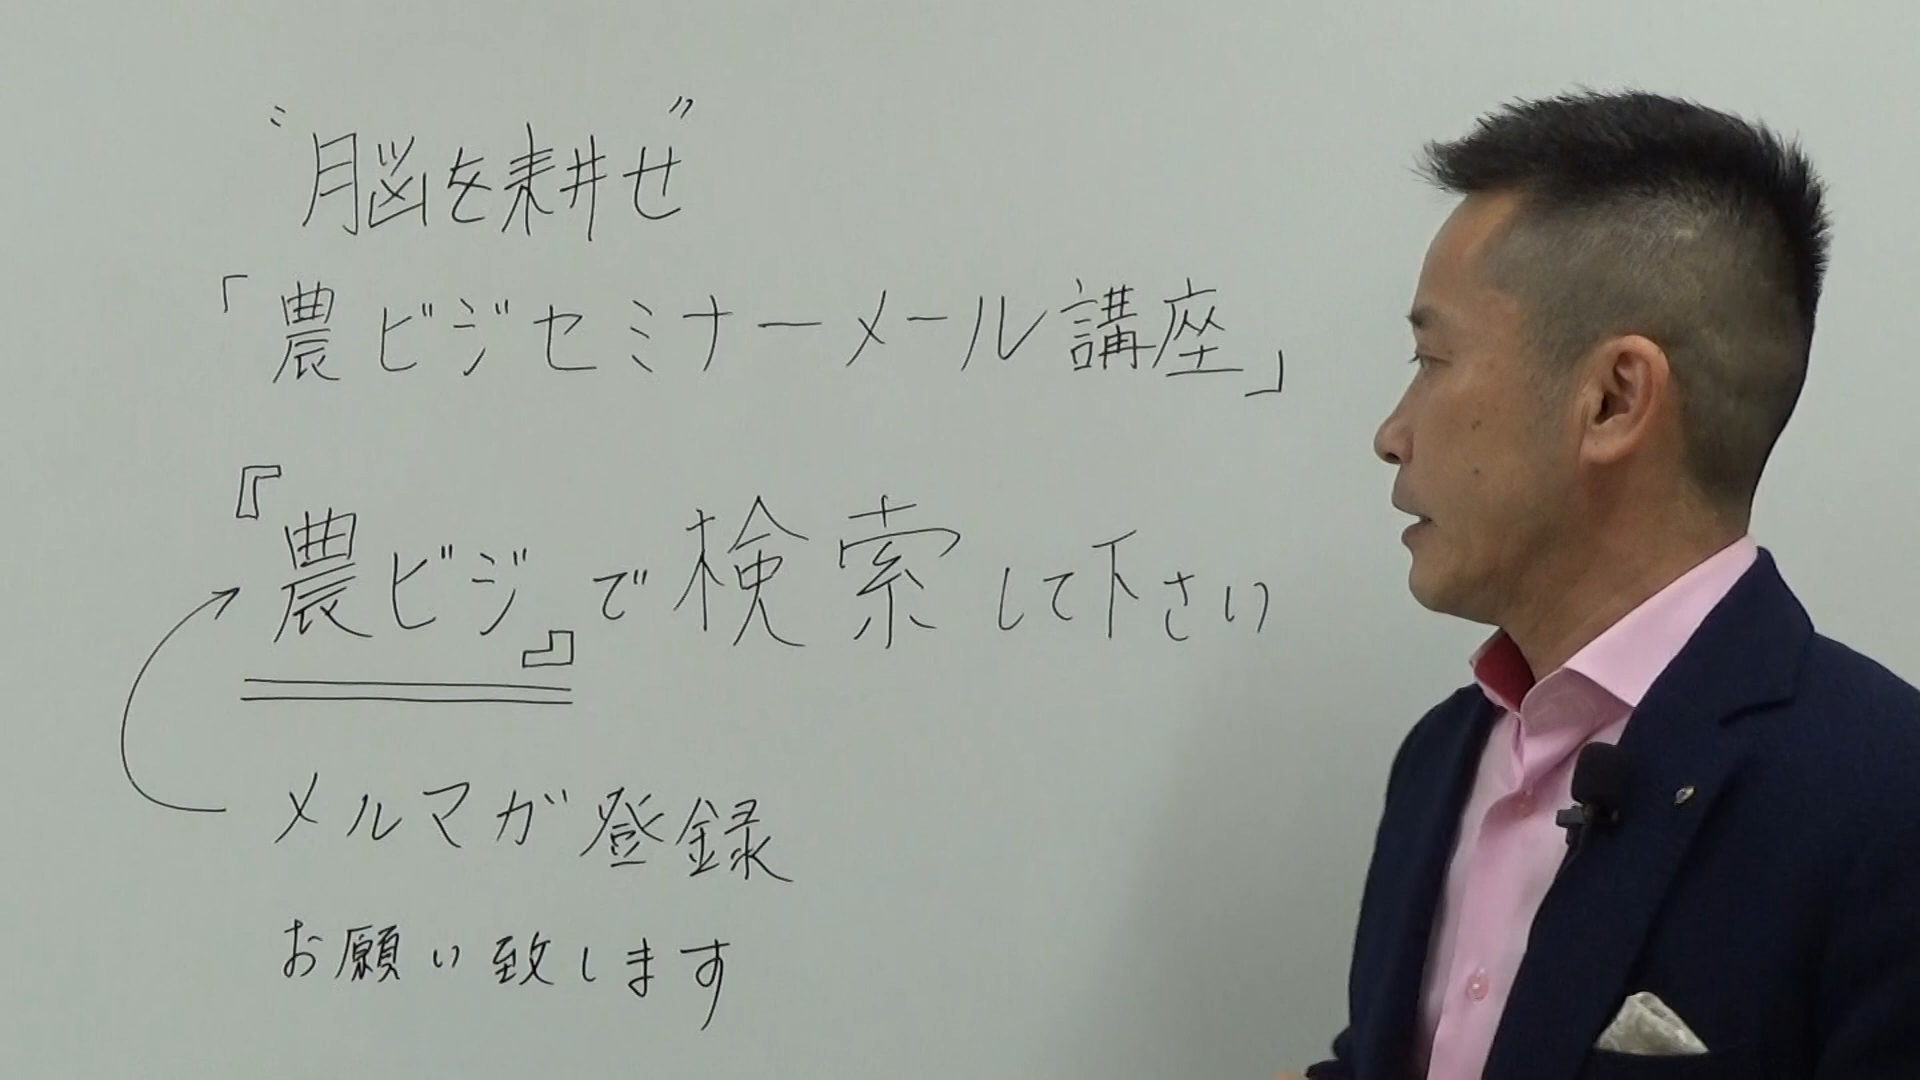 〝脳を耕せ〟
「農ビジセミナーメール講座」
『農ビジ』で検索して下さい
メルマガ登録
お願い致します